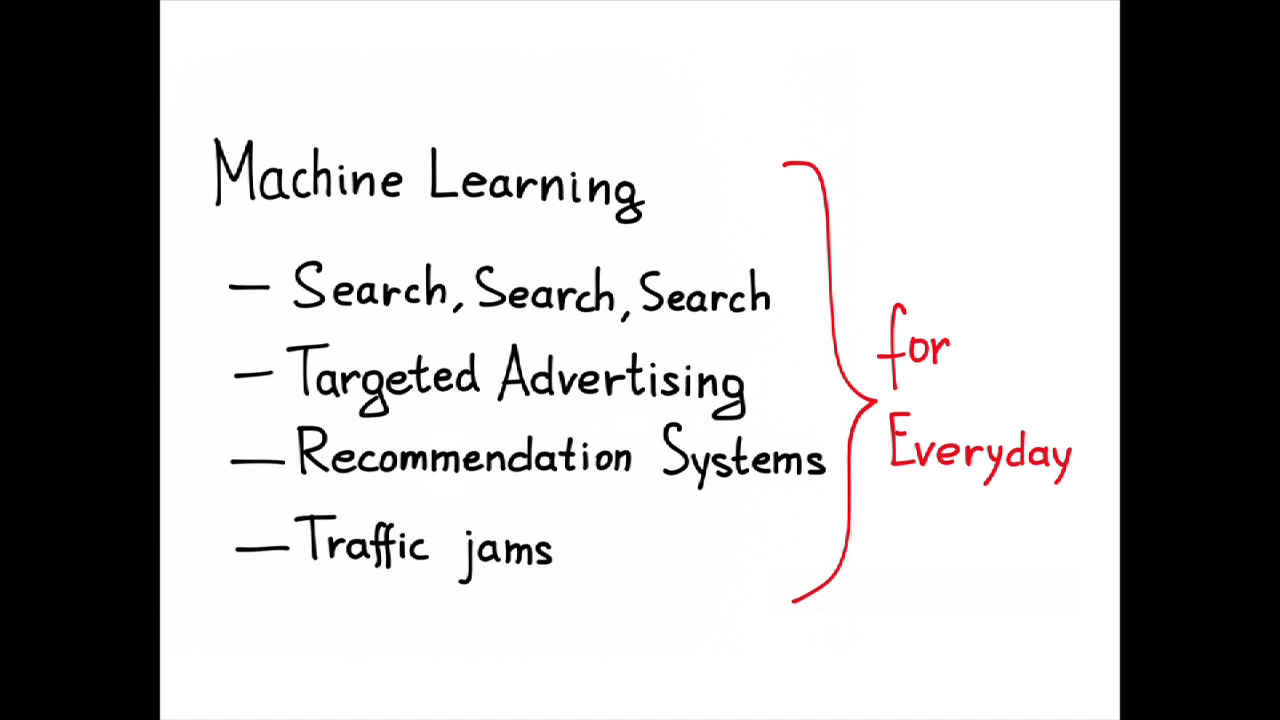 Machine Learning
— Search, Search, Search
— Targeted Advertising
— Recommendation Systems
— Traffic jams
for
Everyday